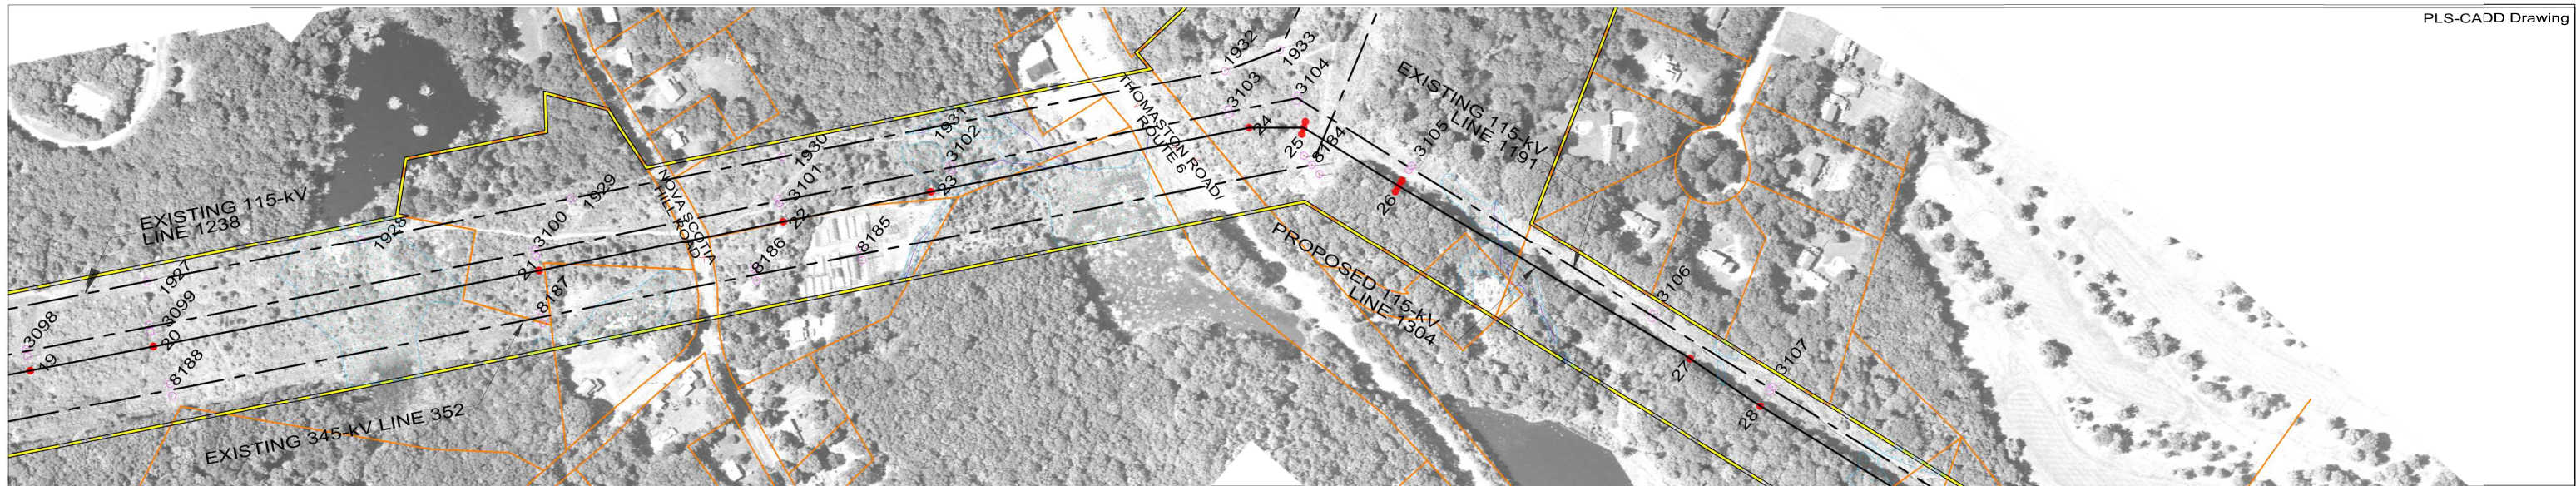 PLS-CADD Drawing
1932
1933
3103
3104
THOMASTON ROAD/
ROUTE 6
EXISTING 115-kV
LINE 1191
24
25
8134
3105
26
1931
3102
23
1930
3101
22
NOVA SCOTIA
HILL ROAD
1929
3100
21
8187
8186
8185
EXISTING 115-kV
LINE 1238
1928
1927
3099
20
8188
3098
19
EXISTING 345-kV LINE 352
PROPOSED 115-kV
LINE 1304
3106
27
3107
28